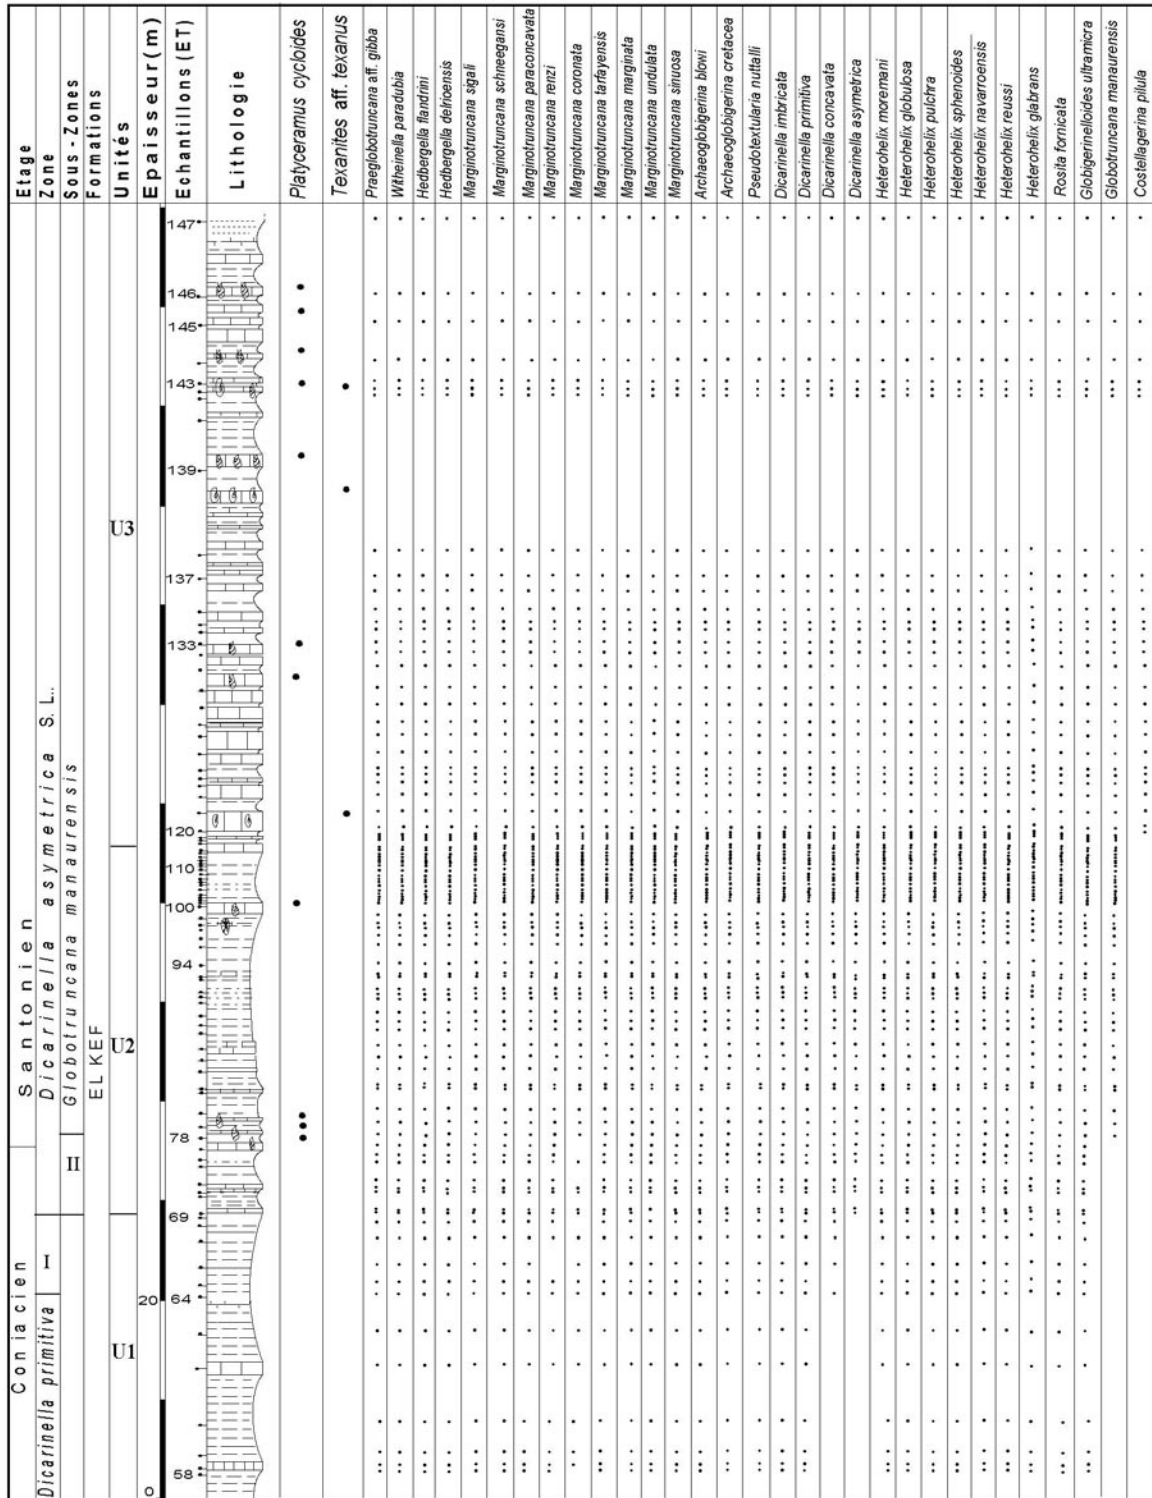 Etage
Zone
Sous-Zones
Formations
Unités
Epaisseur(m)
Echantillons (ET)
Lithologie
Platyceramus cycloides
Texanites aff. texanus
Praeglobotruncana aff. gibba
Witheinella paradubia
Hedbergella flandrini
Hedbergella delrioensis
Marginotruncana sigali
Marginotruncana schneegansi
Marginotruncana paraconcavata
Marginotruncana renzi
Marginotruncana coronata
Marginotruncana tarfayensis
Marginotruncana marginata
Marginotruncana undulata
Marginotruncana sinuosa
Archaeoglobigerina blowi
Archaeoglobigerina cretacea
Pseudotextularia nuttalli
Dicarinella imbricata
Dicarinella primitiva
Dicarinella concavata
Dicarinella asymetrica
Heterohelix moremani
Heterohelix globulosa
Heterohelix pulchra
Heterohelix sphenoides
Heterohelix navarroensis
Heterohelix reussi
Heterohelix glabrans
Rosita fornicata
Globigerinelloides ultramicra
Globotruncana manaurensis
Costellagerina pilula
Santonien
Coniacien
Dicarinella asymetrica S.L..
I
Dicarinella primitiva
Globotruncana manaurensis
II
ELKEF
U3
U2
U1
20
0
147
146
145
143
139
137
133
120
110
100
94
78
69
64
58